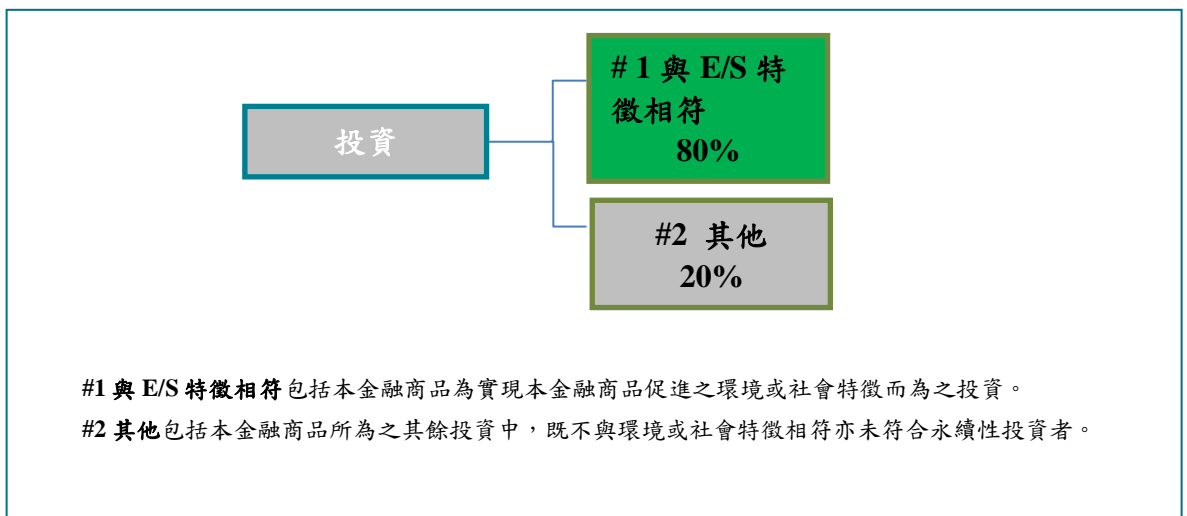 # 1 與 E/S 特
徵相符
80%
投資
#2 其他
20%
#1 與 E/S 特徵相符包括本金融商品為實現本金融商品促進之環境或社會特徵而為之投資。
#2 其他包括本金融商品所為之其餘投資中，既不與環境或社會特徵相符亦未符合永續性投資者。